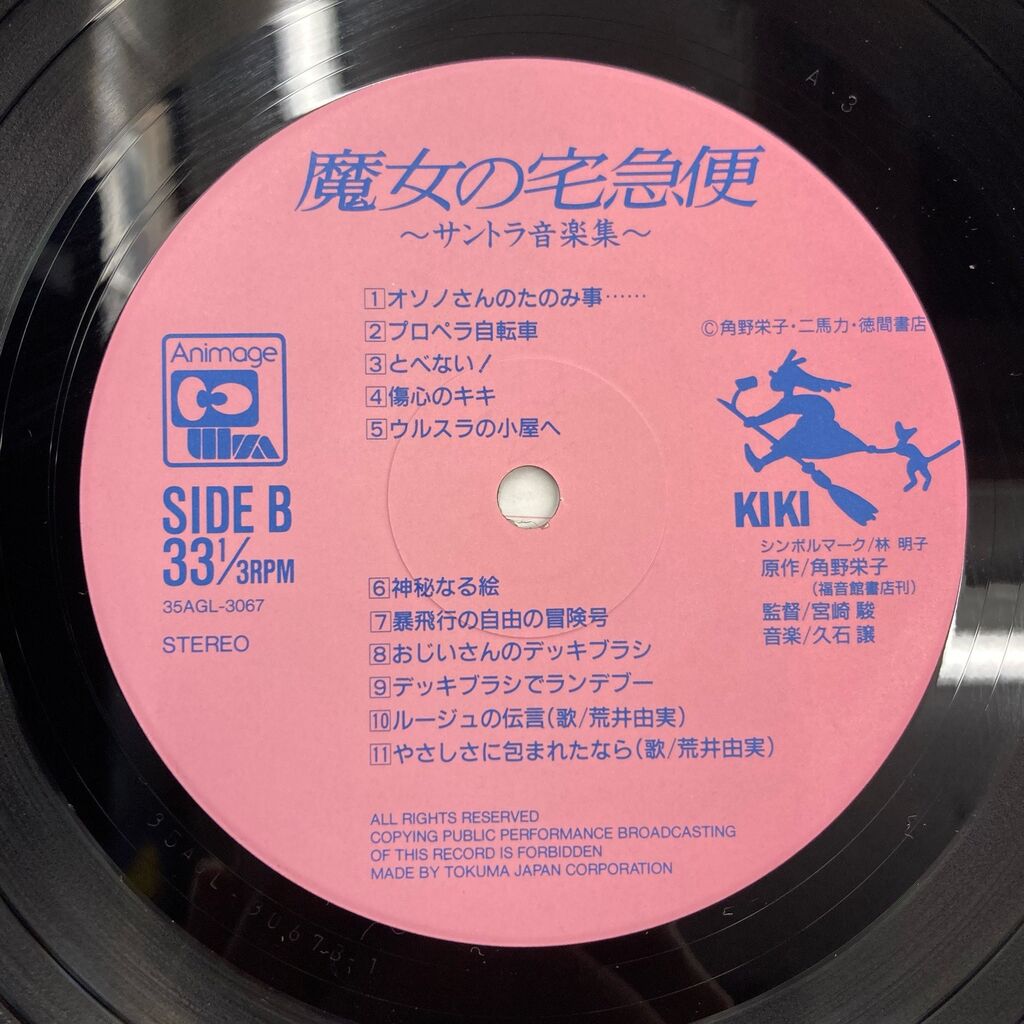 A・3
魔女の宅急便
～サントラ音楽集～
1 オソノさんのたのみ事……
2 プロペラ自転車
3 とべない！
4 傷心のキキ
5 ウルスラの小屋へ
©角野栄子・二馬力・徳間書店
Animage
SIDE B
33 1/3RPM
35AGL-3067
STEREO
KIKI
シンボルマーク/林 明子
原作/角野栄子
（福音館書店刊）
監督/宮崎 駿
音楽/久石 譲
6 神秘なる絵
7 暴飛行の自由の冒険号
8 おじいさんのデッキブラシ
9 デッキブラシでランデブー
10 ルージュの伝言（歌/荒井由実）
11 やさしさに包まれたなら（歌/荒井由実）
ALL RIGHTS RESERVED
COPYING PUBLIC PERFORMANCE BROADCASTING
OF THIS RECORD IS FORBIDDEN
MADE BY TOKUMA JAPAN CORPORATION